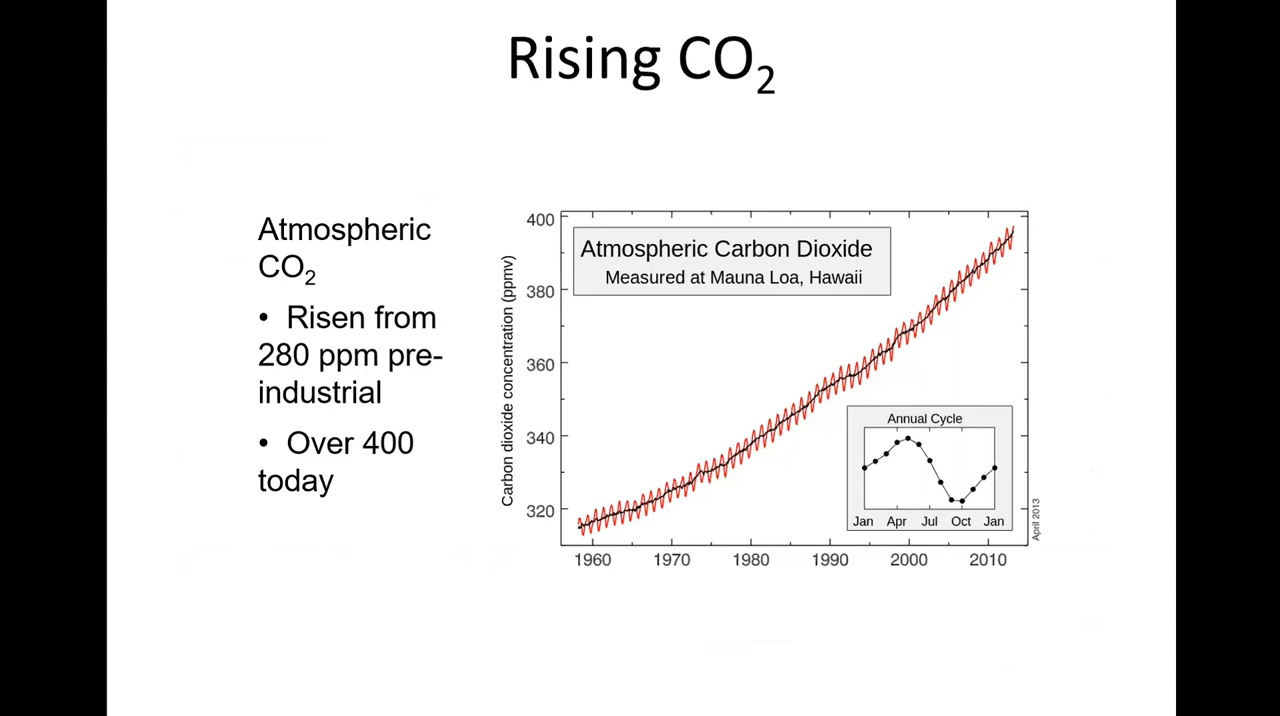 Rising CO₂
Atmospheric
CO₂
• Risen from
280 ppm pre-
industrial
• Over 400
today
Carbon dioxide concentration (ppmv)
400
380
360
340
320
Atmospheric Carbon Dioxide
Measured at Mauna Loa, Hawaii
Annual Cycle
Jan Apr Jul Oct Jan
April 2013
1960 1970 1980 1990 2000 2010